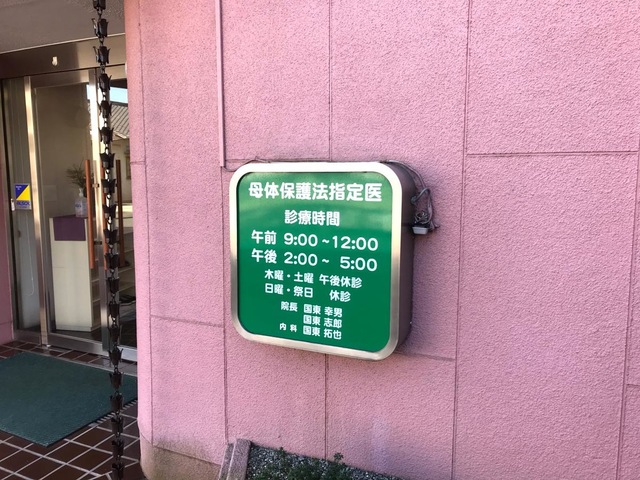 母体保護法指定医
診療時間
午前 9:00~12:00
午後 2:00~ 5:00
木曜・土曜 午後休診
日曜・祭日 休診
院長 国東 幸男
国東 志郎
内科 国東 拓也